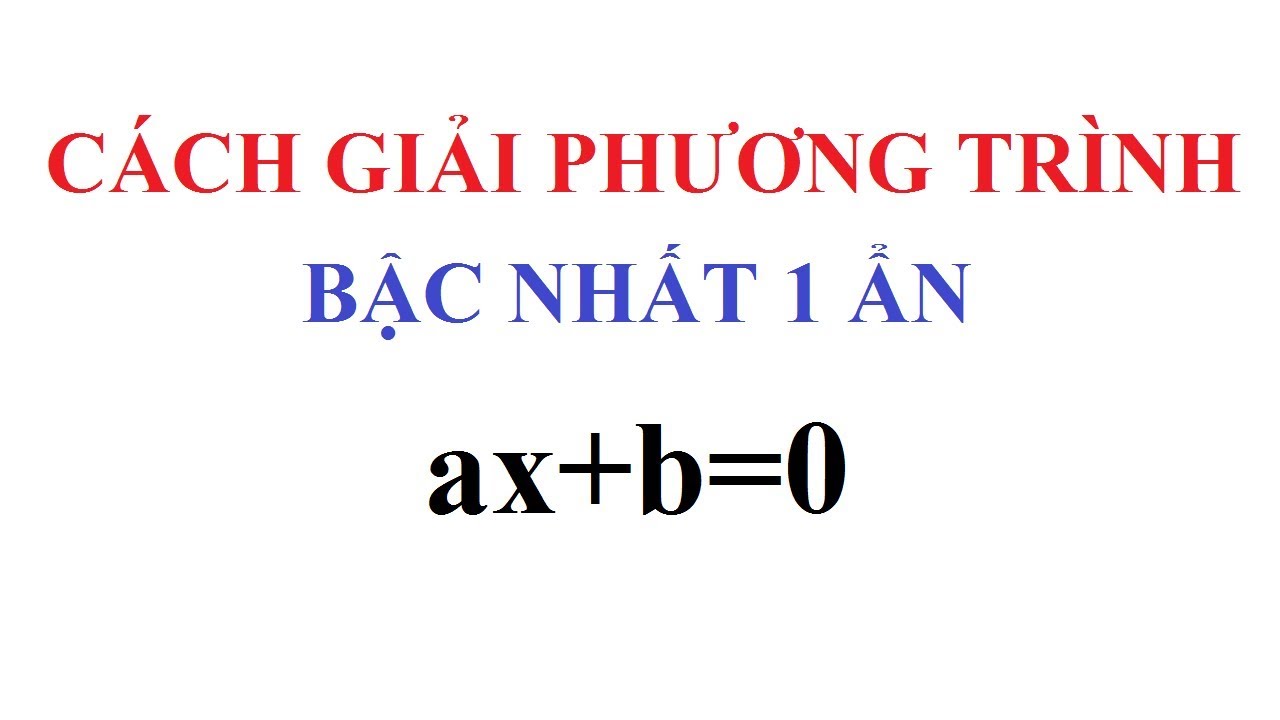 CÁCH GIẢI PHƯƠNG TRÌNH
BẬC NHẤT 1 ẨN
ax+b=0